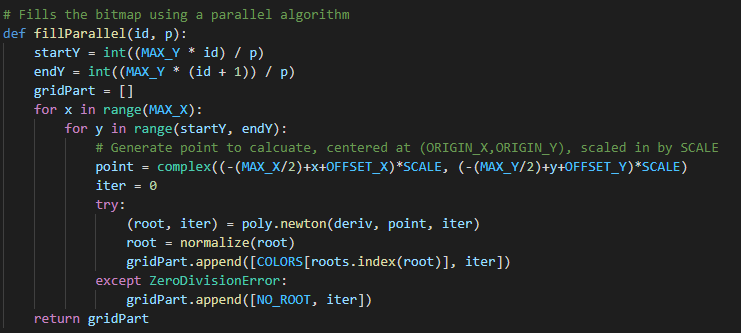 # Fills the bitmap using a parallel algorithm
def fillParallel(id, p):
    startY = int((MAX_Y * id) / p)
    endY = int((MAX_Y * (id + 1)) / p)
    gridPart = []
    for x in range(MAX_X):
        for y in range(startY, endY):
            # Generate point to calcuate, centered at (ORIGIN_X,ORIGIN_Y), scaled in by SCALE
            point = complex((-(MAX_X/2)+x+OFFSET_X)*SCALE, (-(MAX_Y/2)+y+OFFSET_Y)*SCALE)
            iter = 0
            try:
                (root, iter) = poly.newton(deriv, point, iter)
                root = normalize(root)
                gridPart.append([COLORS[roots.index(root)], iter])
            except ZeroDivisionError:
                gridPart.append([NO_ROOT, iter])
    return gridPart